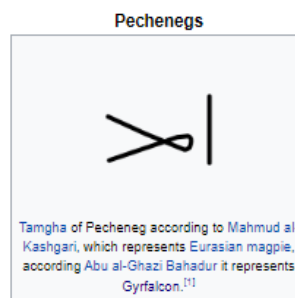 Pechenegs
Tamgha of Pecheneg according to Mahmud al-
Kashgari, which represents Eurasian magpie,
according Abu al-Ghazi Bahadur it represents
Gyrfalcon.[1]